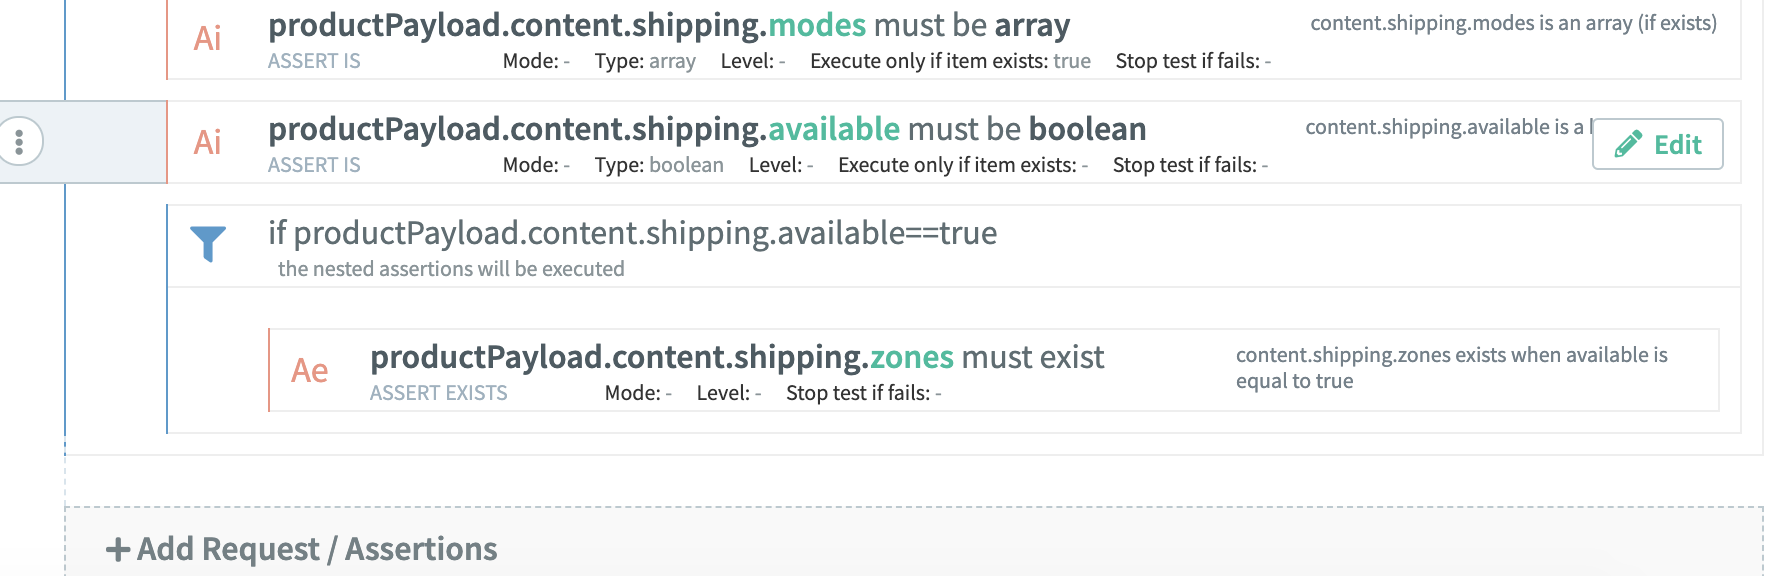 Ai
productPayload.content.shipping.modes must be array
content.shipping.modes is an array (if exists)
ASSERT IS Mode: - Type: array Level: - Execute only if item exists: true Stop test if fails: -
Ai
productPayload.content.shipping.available must be boolean
content.shipping.available is a
Edit
ASSERT IS Mode: - Type: boolean Level: - Execute only if item exists: - Stop test if fails: -
if productPayload.content.shipping.available==true
the nested assertions will be executed
Ae
productPayload.content.shipping.zones must exist
content.shipping.zones exists when available is
equal to true
ASSERT EXISTS Mode: - Level: - Stop test if fails: -
+ Add Request / Assertions